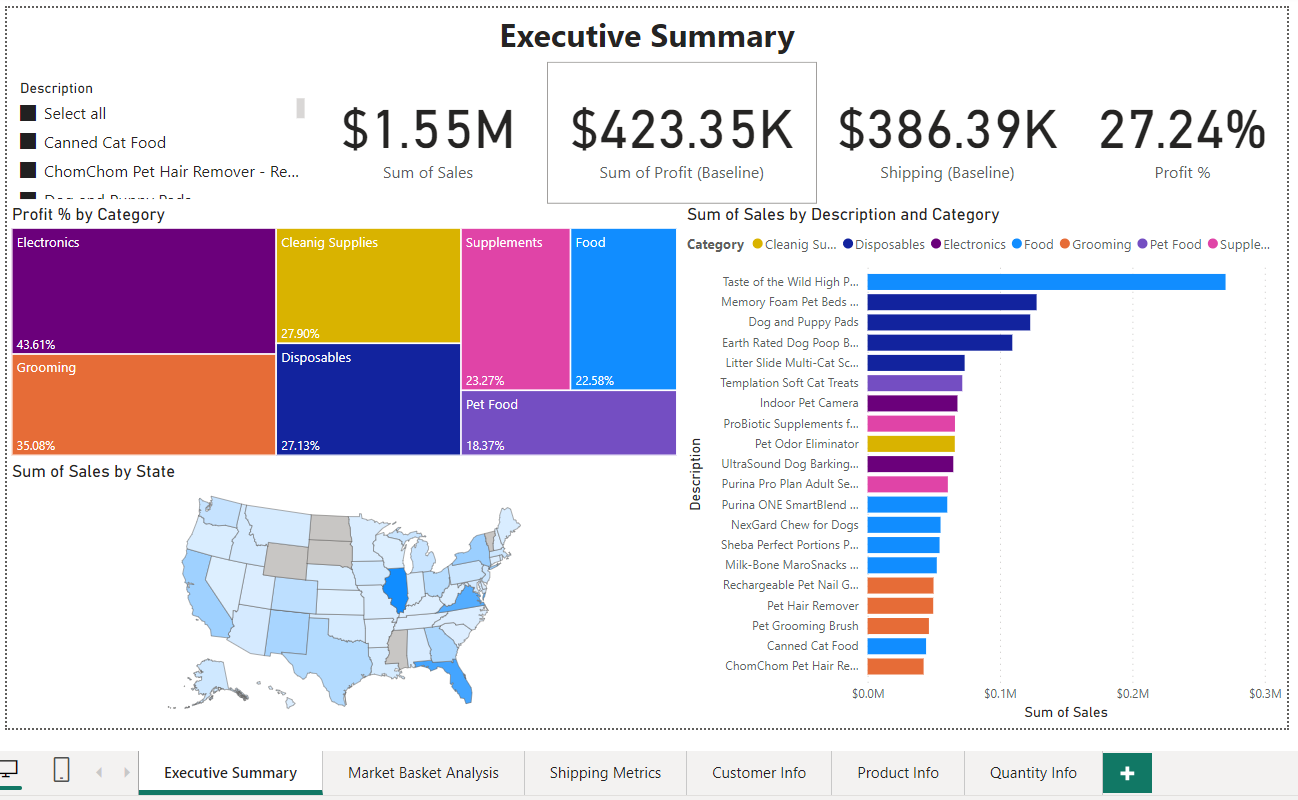 Executive Summary
Description
Select all
Canned Cat Food
ChomChom Pet Hair Remover - Re...
Dog and Puppy Pads
$1.55M
Sum of Sales
$423.35K
Sum of Profit (Baseline)
$386.39K
Shipping (Baseline)
27.24%
Profit %
Profit % by Category
Electronics
43.61%
Grooming
35.08%
Cleanig Supplies
27.90%
Disposables
27.13%
Supplements
23.27%
Food
22.58%
Pet Food
18.37%
Sum of Sales by State
Sum of Sales by Description and Category
Category Cleanig Su... Disposables Electronics Food Grooming Pet Food Supple...
Description
Taste of the Wild High P...
Memory Foam Pet Beds ...
Dog and Puppy Pads
Earth Rated Dog Poop B...
Litter Slide Multi-Cat Sc...
Templation Soft Cat Treats
Indoor Pet Camera
ProBiotic Supplements f...
Pet Odor Eliminator
UltraSound Dog Barking...
Purina Pro Plan Adult Se...
Purina ONE SmartBlend ...
NexGard Chew for Dogs
Sheba Perfect Portions P...
Milk-Bone MaroSnacks ...
Rechargeable Pet Nail G...
Pet Hair Remover
Pet Grooming Brush
Canned Cat Food
ChomChom Pet Hair Re...
$0.0M $0.1M $0.2M $0.3M
Sum of Sales
Executive Summary Market Basket Analysis Shipping Metrics Customer Info Product Info Quantity Info +